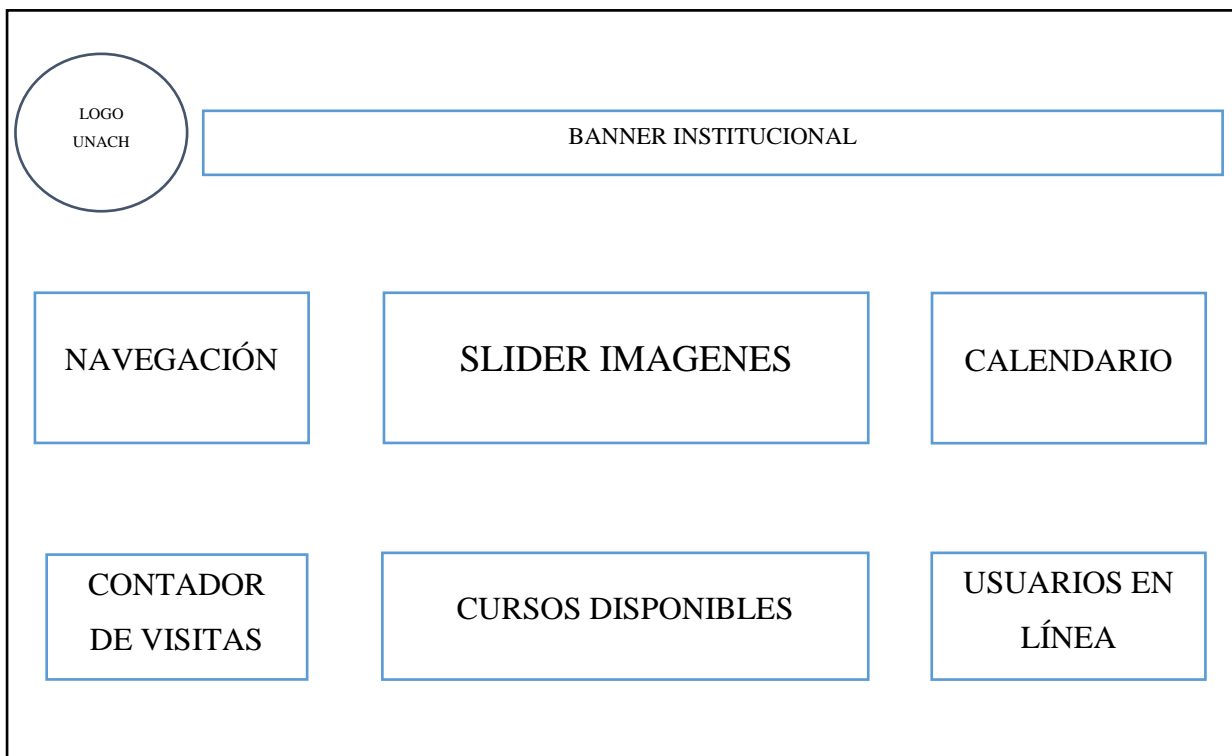 LOGO
UNACH
BANNER INSTITUCIONAL
NAVEGACIÓN
SLIDER IMAGENES
CALENDARIO
CONTADOR
DE VISITAS
CURSOS DISPONIBLES
USUARIOS EN
LÍNEA